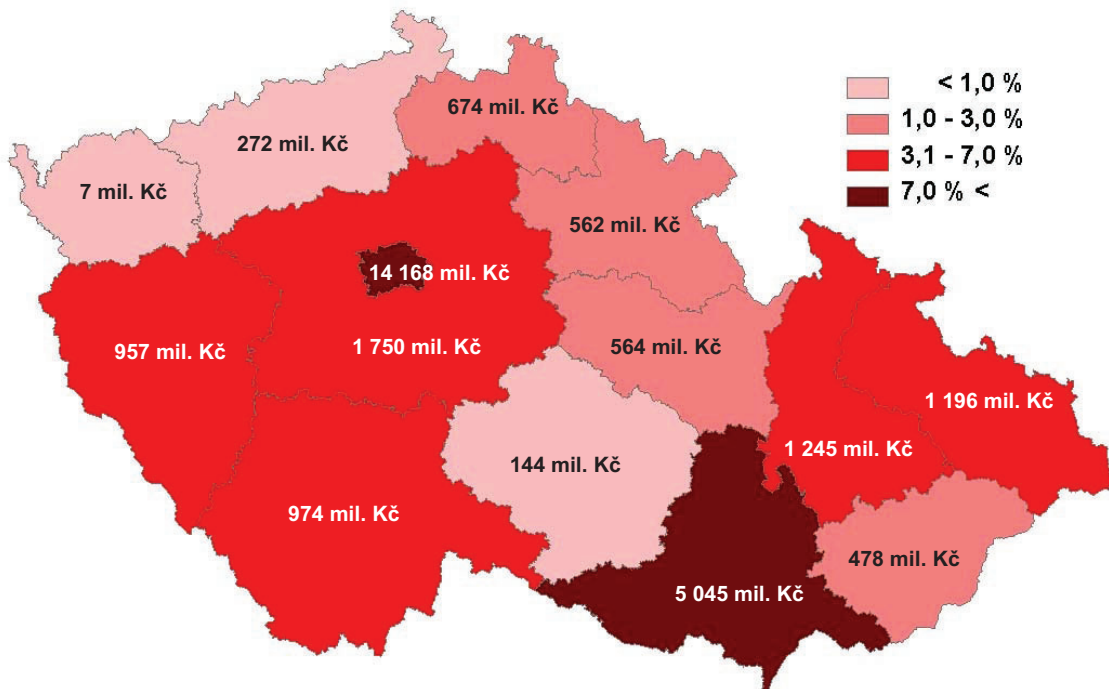 < 1,0 %
1,0 - 3,0 %
3,1 - 7,0 %
7,0 % <
674 mil. Kč
272 mil. Kč
7 mil. Kč
562 mil. Kč
14 168 mil. Kč
957 mil. Kč
1 750 mil. Kč
564 mil. Kč
1 196 mil. Kč
1 245 mil. Kč
144 mil. Kč
974 mil. Kč
478 mil. Kč
5 045 mil. Kč